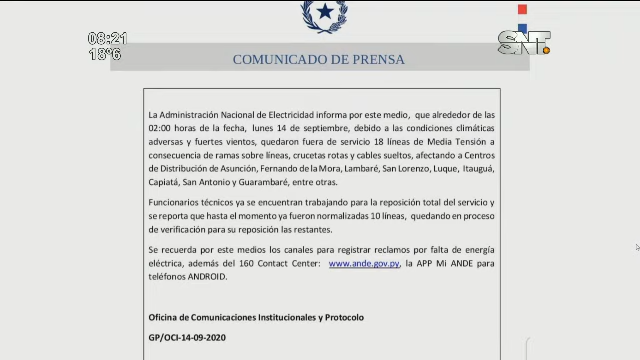 08:21
18°6
SNT
COMUNICADO DE PRENSA
La Administración Nacional de Electricidad informa por este medio, que alrededor de las
02:00 horas de la fecha, lunes 14 de septiembre, debido a las condiciones climáticas
adversas y fuertes vientos, quedaron fuera de servicio 18 líneas de Media Tensión a
consecuencia de ramas sobre líneas, crucetas rotas y cables sueltos, afectando a Centros
de Distribución de Asunción, Fernando de la Mora, Lambaré, San Lorenzo, Luque, Itauguá,
Capiatá, San Antonio y Guarambaré, entre otras.
Funcionarios técnicos ya se encuentran trabajando para la reposición total del servicio y
se reporta que hasta el momento ya fueron normalizadas 10 líneas, quedando en proceso
de verificación para su reposición las restantes.
Se recuerda por este medios los canales para registrar reclamos por falta de energía
eléctrica, además del 160 Contact Center: www.ande.gov.py, la APP Mi ANDE para
teléfonos ANDROID.
Oficina de Comunicaciones Institucionales y Protocolo
GP/OCI-14-09-2020